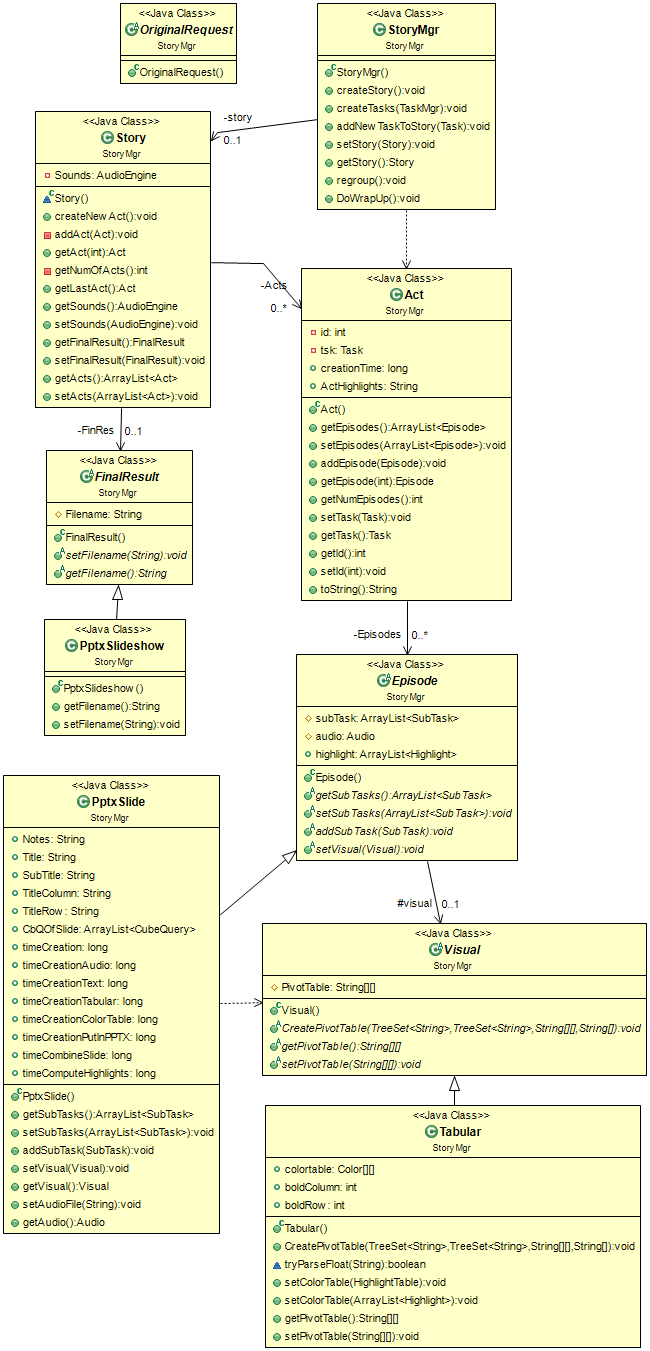 <<Java Class>>
OriginalRequest
Story Mgr
OriginalRequest()
<<Java Class>>
StoryMgr
Story Mgr
StoryMgr()
createStory():void
createTasks(TaskMgr):void
addNewTaskToStory(Task):void
setStory(Story):void
getStory():Story
regroup():void
DoWrapUp():void
-story
0..1
<<Java Class>>
Story
Story Mgr
Sounds: AudioEngine
Story()
createNewAct():void
addAct(Act):void
getAct(int):Act
getNumOfActs():int
getLastAct():Act
getSounds():AudioEngine
setSounds(AudioEngine):void
getFinalResult():FinalResult
setFinalResult(FinalResult):void
getActs():ArrayList<Act>
setActs(ArrayList<Act>):void
-Acts
0..*
<<Java Class>>
Act
Story Mgr
id: int
tsk: Task
creationTime: long
ActHighlights: String
Act()
getEpisodes():ArrayList<Episode>
setEpisodes(ArrayList<Episode>):void
addEpisode(Episode):void
getEpisode(int):Episode
getNumEpisodes():int
setTask(Task):void
getTask():Task
getId():int
setId(int):void
toString():String
-FinRes
0..1
<<Java Class>>
FinalResult
Story Mgr
Filename: String
FinalResult()
setFilename(String):void
getFilename():String
<<Java Class>>
PptxSlideshow
Story Mgr
PptxSlideshow()
getFilename():String
setFilename(String):void
-Episodes
0..*
<<Java Class>>
Episode
Story Mgr
subTask: ArrayList<SubTask>
audio: Audio
highlight: ArrayList<Highlight>
Episode()
getSubTasks():ArrayList<SubTask>
setSubTasks(ArrayList<SubTask>):void
addSubTask(SubTask):void
setVisual(Visual):void
<<Java Class>>
PptxSlide
Story Mgr
Notes: String
Title: String
SubTitle: String
TitleColumn: String
TitleRow: String
CbQOfSlide: ArrayList<CubeQuery>
timeCreation: long
timeCreationAudio: long
timeCreationText: long
timeCreationTabular: long
timeCreationColorTable: long
timeCreationPutInPPTX: long
timeCombineSlide: long
timeComputeHighlights: long
PptxSlide()
getSubTasks():ArrayList<SubTask>
setSubTasks(ArrayList<SubTask>):void
addSubTask(SubTask):void
setVisual(Visual):void
getVisual():Visual
setAudioFile(String):void
getAudio():Audio
#visual
0..1
<<Java Class>>
Visual
Story Mgr
PivotTable: String[][]
Visual()
CreatePivotTable(TreeSet<String>,TreeSet<String>,String[][],String[]):void
getPivotTable():String[][]
setPivotTable(String[][]):void
<<Java Class>>
Tabular
Story Mgr
colortable: Color[][]
boldColumn: int
boldRow: int
Tabular()
CreatePivotTable(TreeSet<String>,TreeSet<String>,String[][],String[]):void
tryParseFloat(String):boolean
setColorTable(HighlightTable):void
setColorTable(ArrayList<Highlight>):void
getPivotTable():String[][]
setPivotTable(String[][]):void